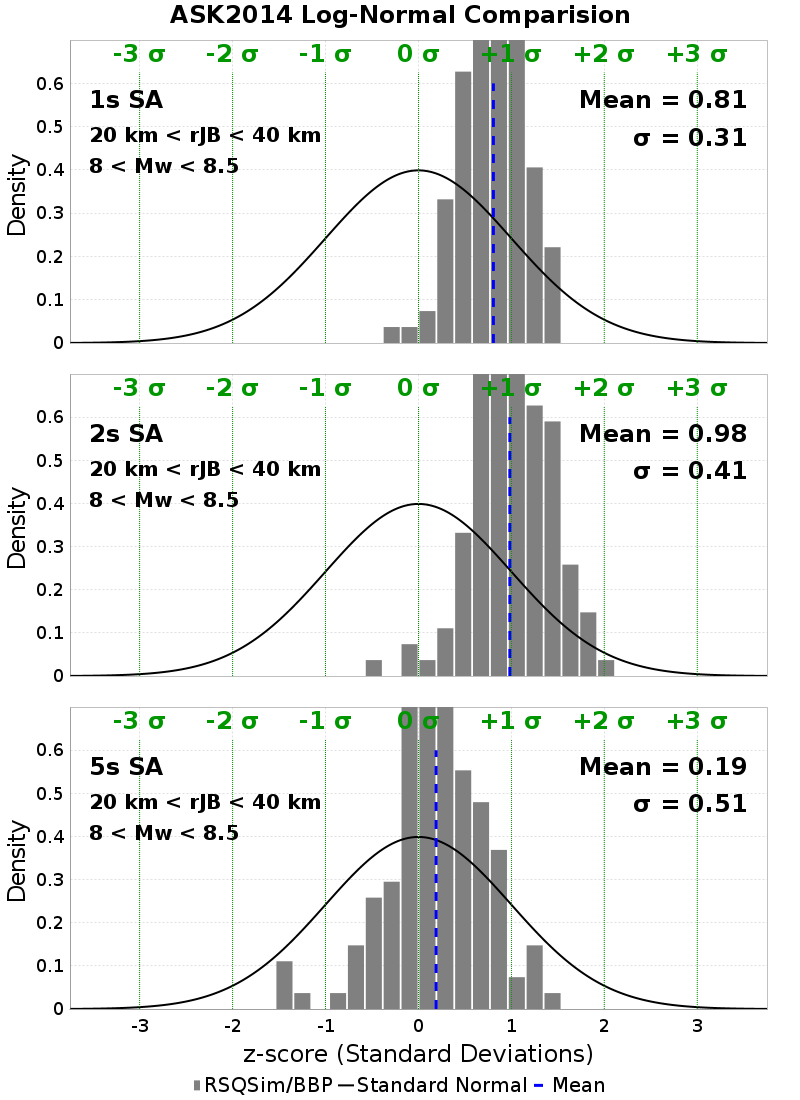 ASK2014 Log-Normal Comparision
-3 σ -2 σ -1 σ 0 σ +1 σ +2 σ +3 σ
1s SA
20 km < rJB < 40 km
8 < Mw < 8.5
Mean = 0.81
σ = 0.31
Density
0.6
0.5
0.4
0.3
0.2
0.1
0
-3 σ -2 σ -1 σ 0 σ +1 σ +2 σ +3 σ
2s SA
20 km < rJB < 40 km
8 < Mw < 8.5
Mean = 0.98
σ = 0.41
Density
0.6
0.5
0.4
0.3
0.2
0.1
0
-3 σ -2 σ -1 σ 0 σ +1 σ +2 σ +3 σ
5s SA
20 km < rJB < 40 km
8 < Mw < 8.5
Mean = 0.19
σ = 0.51
Density
0.6
0.5
0.4
0.3
0.2
0.1
0
-3 -2 -1 0 1 2 3
z-score (Standard Deviations)
RSQSim/BBP Standard Normal Mean